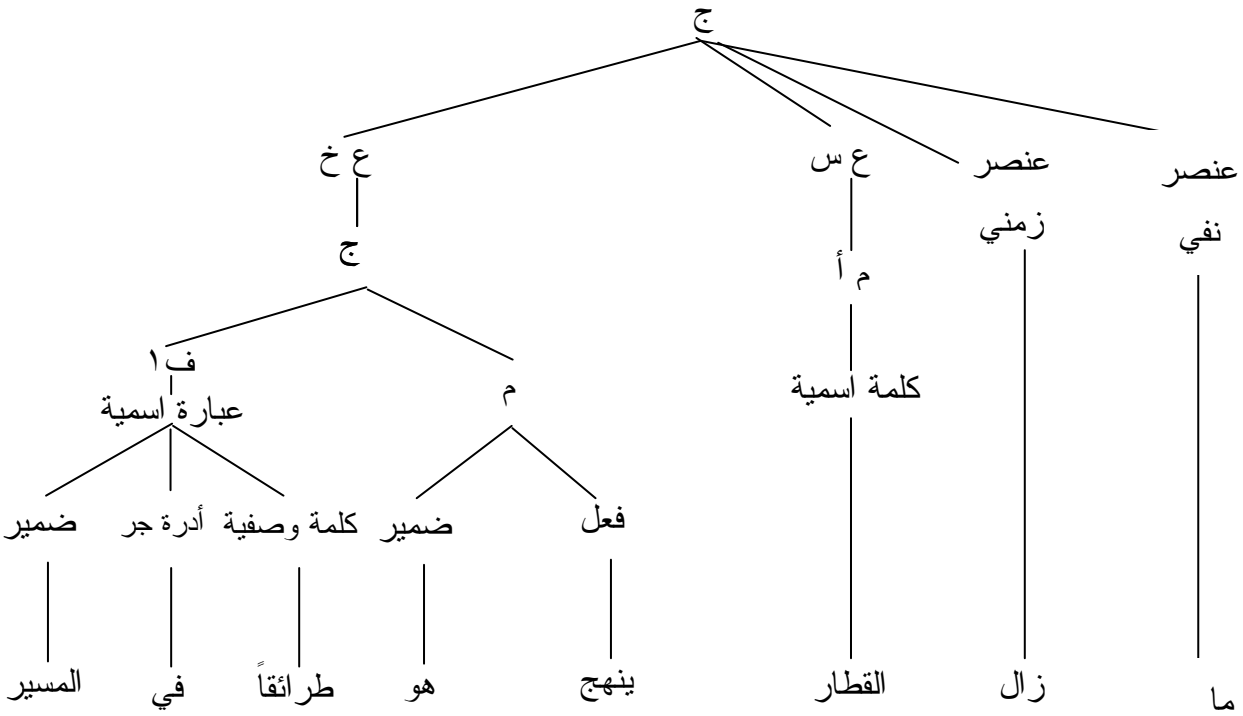 ج
عنصر عنصر ع س ع خ
نفي زمني ج
م أ
ف١
م كلمة اسمية عبارة اسمية
فعل ضمير كلمة وصفية أدرة جر ضمير
ما زال القطار ينهج هو طرائقاً في المسير